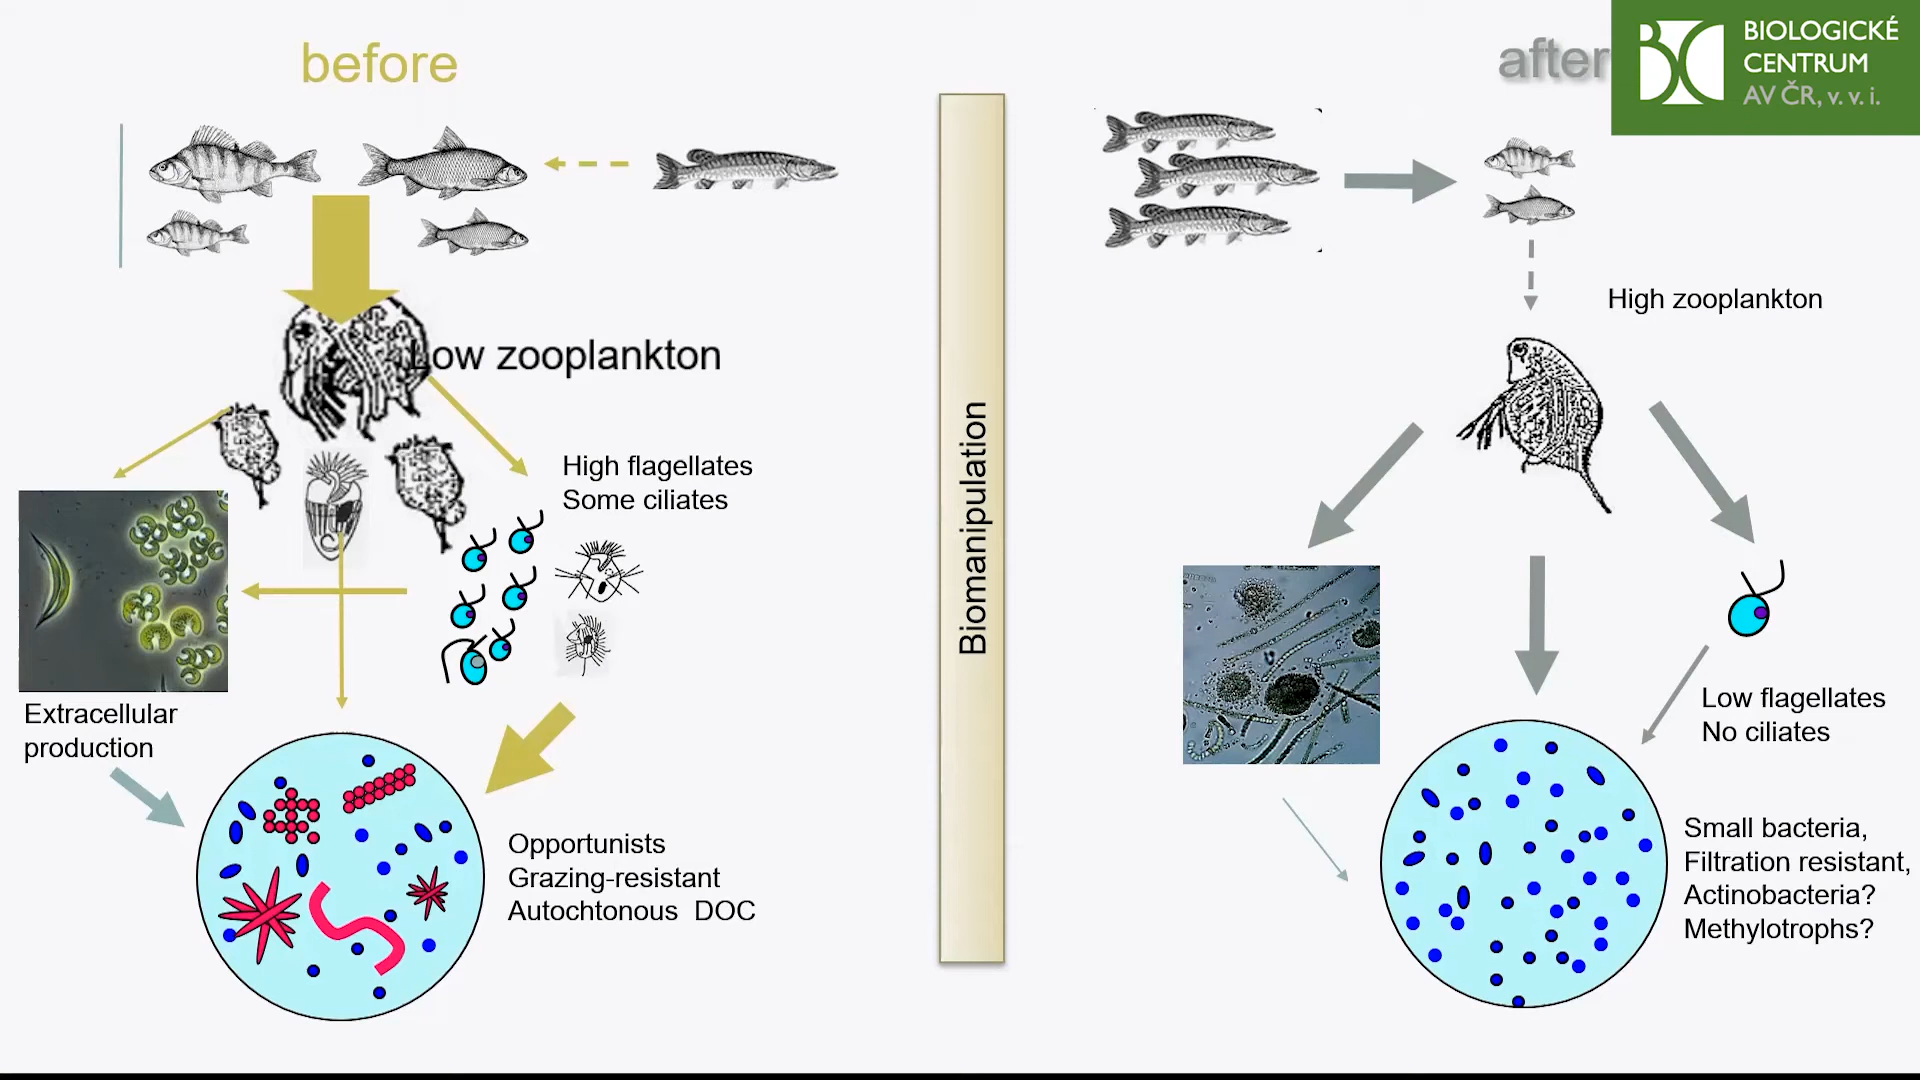 before
after
BIOLOGICKÉ
CENTRUM
AV ČR, v. v. i.
Low zooplankton
High flagellates
Some ciliates
Extracellular
production
Opportunists
Grazing-resistant
Autochtonous DOC
Biomanipulation
High zooplankton
Low flagellates
No ciliates
Small bacteria,
Filtration resistant,
Actinobacteria?
Methylotrophs?